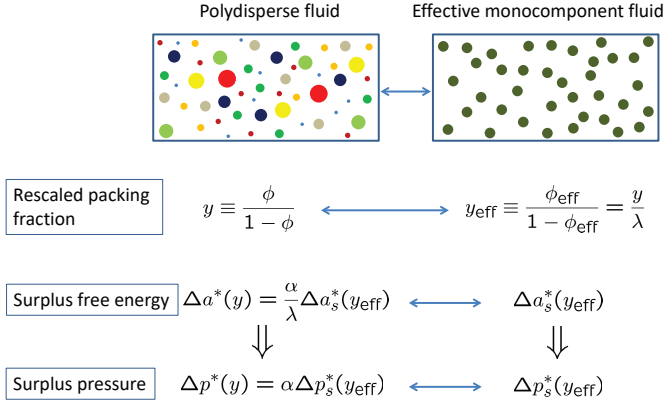 Polydisperse fluid Effective monocomponent fluid
Rescaled packing
fraction
y ≡ ϕ / (1 − ϕ) y_eff ≡ ϕ_eff / (1 − ϕ_eff) = y / λ
Surplus free energy Δa*(y) = (α/λ) Δa*_s(y_eff) Δa*_s(y_eff)
Surplus pressure Δp*(y) = αΔp*_s(y_eff) Δp*_s(y_eff)